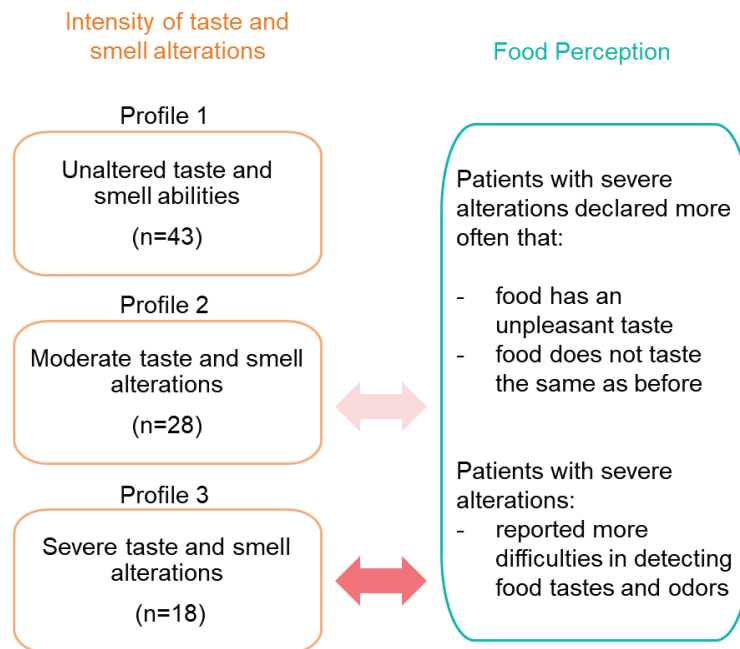 Intensity of taste and
smell alterations
Food Perception
Profile 1
Unaltered taste and
smell abilities
(n=43)
Profile 2
Moderate taste and smell
alterations
(n=28)
Profile 3
Severe taste and smell
alterations
(n=18)
Patients with severe
alterations declared more
often that:
- food has an
unpleasant taste
- food does not taste
the same as before
Patients with severe
alterations:
- reported more
difficulties in detecting
food tastes and odors